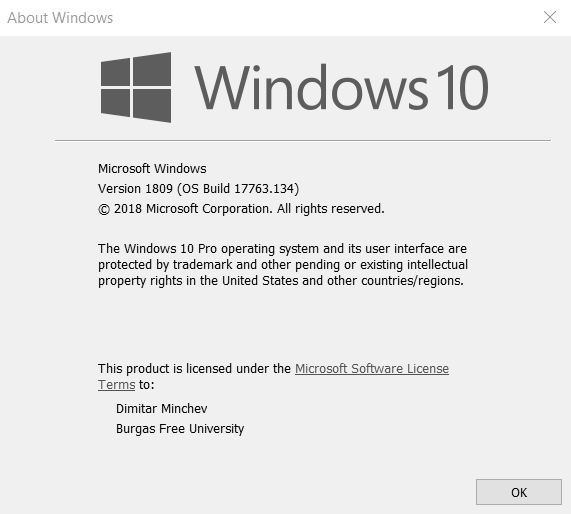 About Windows
Windows 10
Microsoft Windows
Version 1809 (OS Build 17763.134)
© 2018 Microsoft Corporation. All rights reserved.
The Windows 10 Pro operating system and its user interface are
protected by trademark and other pending or existing intellectual
property rights in the United States and other countries/regions.
This product is licensed under the Microsoft Software License
Terms to:
Dimitar Minchev
Burgas Free University
OK